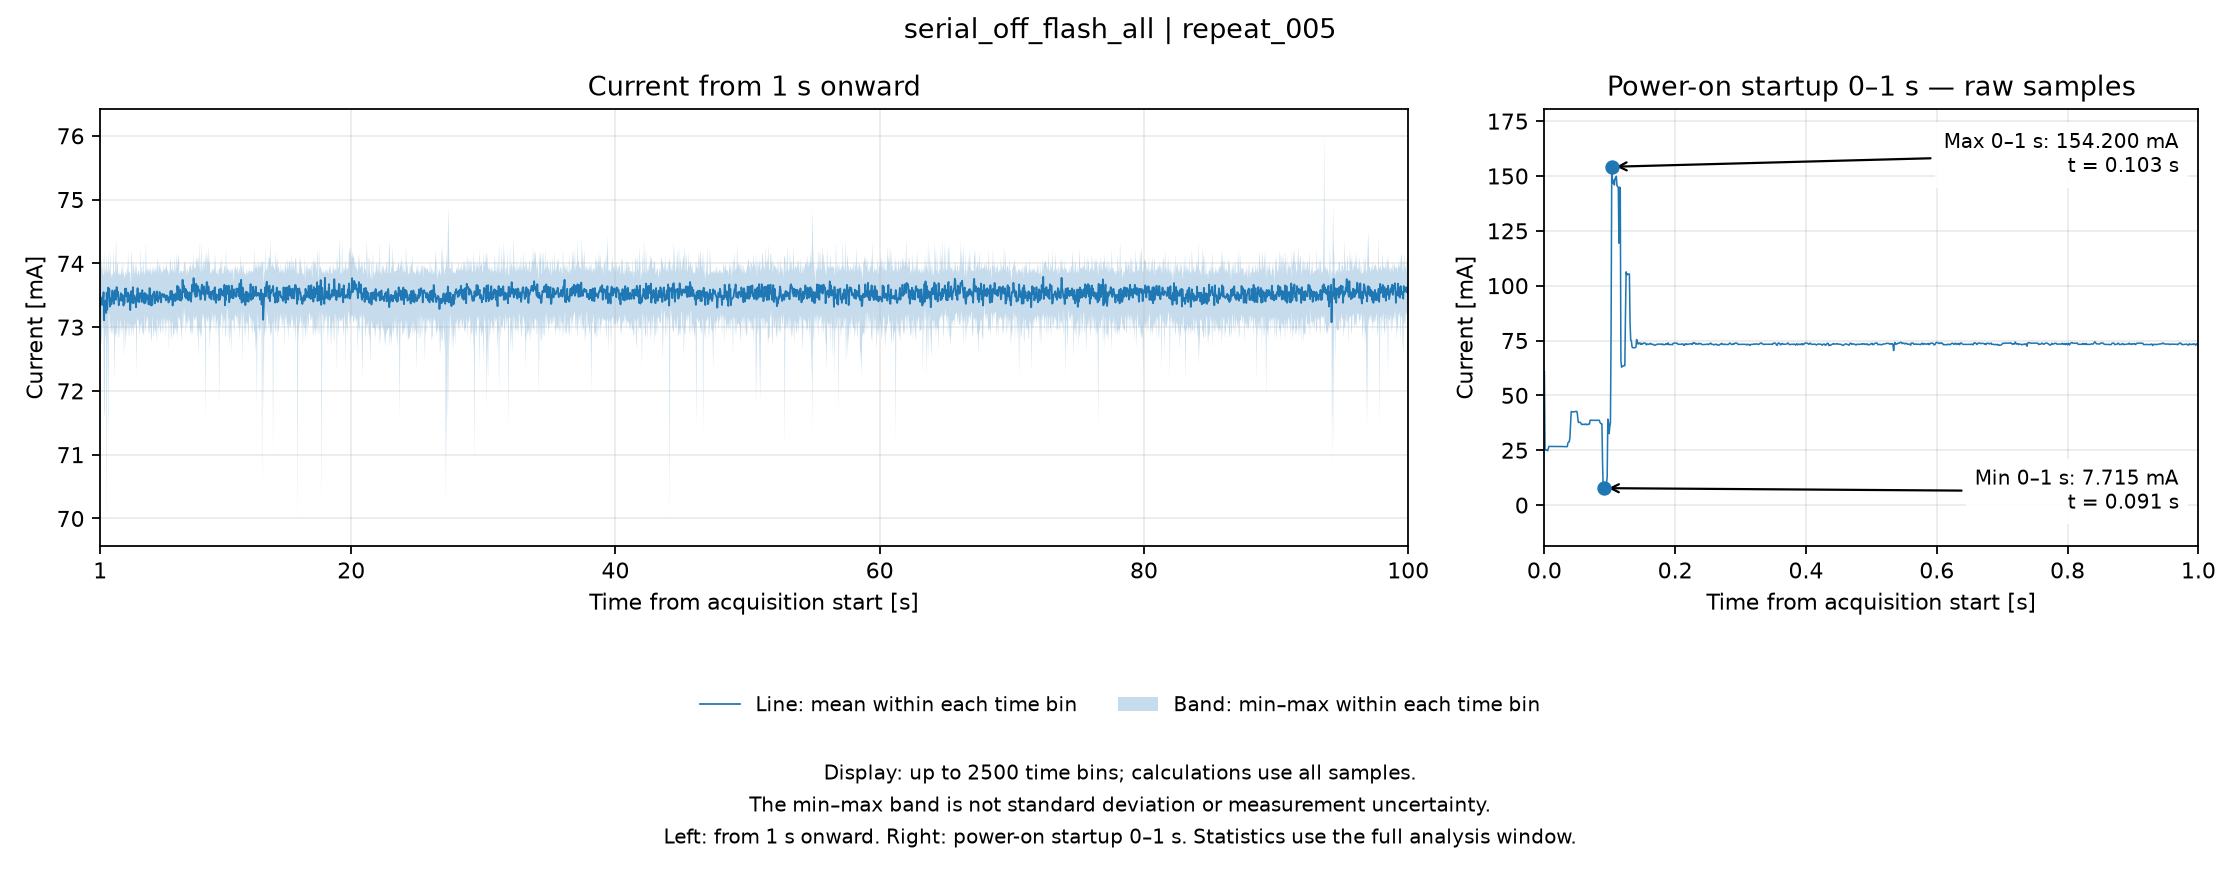 serial_off_flash_all | repeat_005
Current from 1 s onward
76
75
74
73
72
71
70
Current [mA]
1
20
40
60
80
100
Time from acquisition start [s]
Power-on startup 0–1 s — raw samples
175
150
125
100
75
50
25
0
Current [mA]
Max 0–1 s: 154.200 mA
t = 0.103 s
Min 0–1 s: 7.715 mA
t = 0.091 s
0.0
0.2
0.4
0.6
0.8
1.0
Time from acquisition start [s]
Line: mean within each time bin
Band: min–max within each time bin
Display: up to 2500 time bins; calculations use all samples.
The min–max band is not standard deviation or measurement uncertainty.
Left: from 1 s onward. Right: power-on startup 0–1 s. Statistics use the full analysis window.